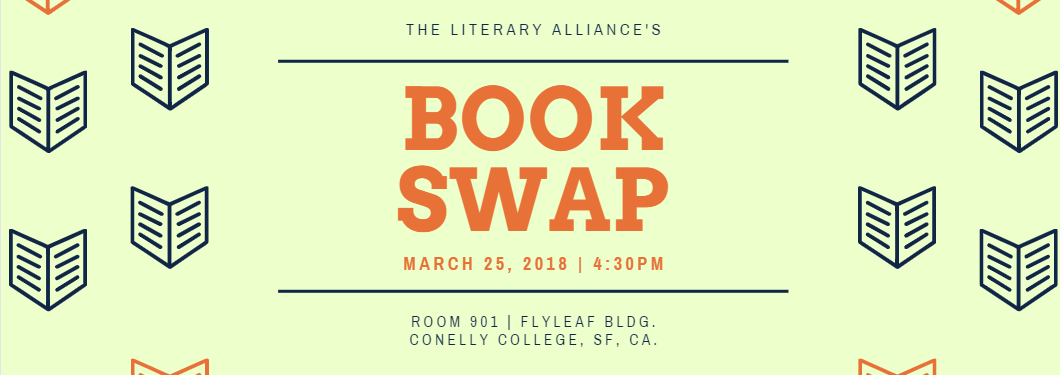 THE LITERARY ALLIANCE'S
BOOK
SWAP
MARCH 25, 2018 | 4:30PM
ROOM 901 | FLYLEAF BLDG.
CONELLY COLLEGE, SF, CA.